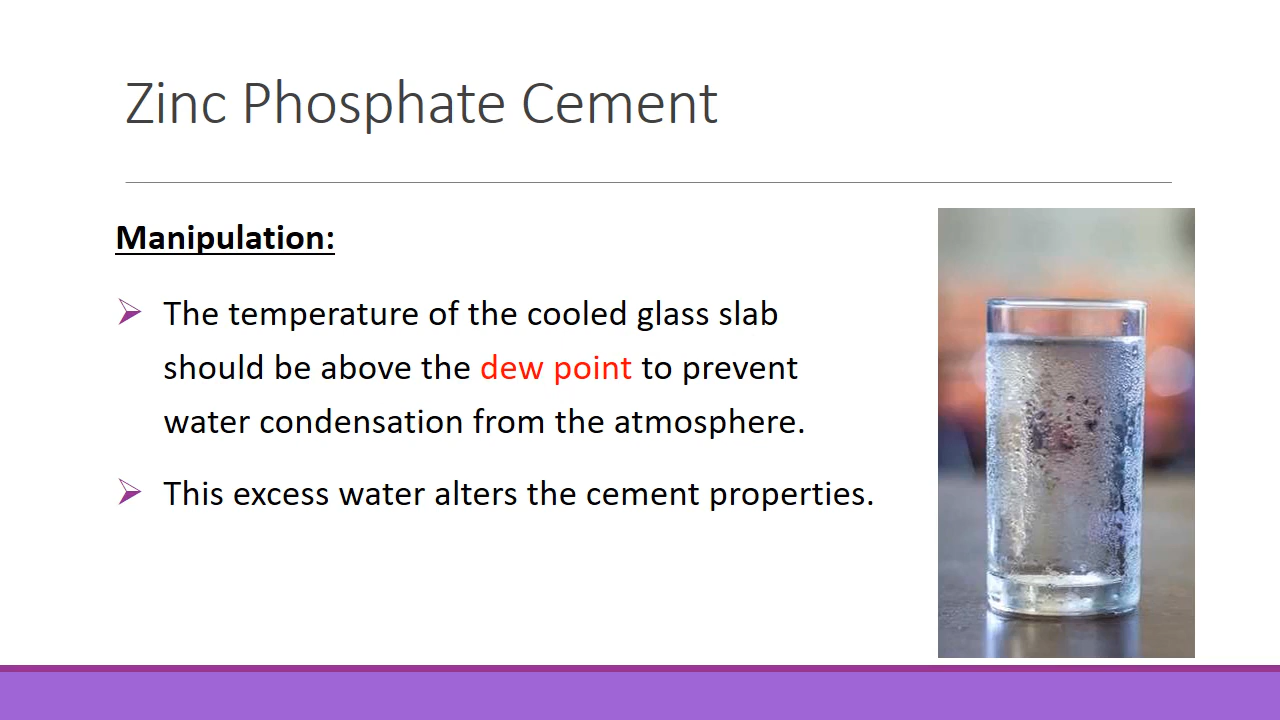 Zinc Phosphate Cement
Manipulation:
The temperature of the cooled glass slab
should be above the dew point to prevent
water condensation from the atmosphere.
This excess water alters the cement properties.